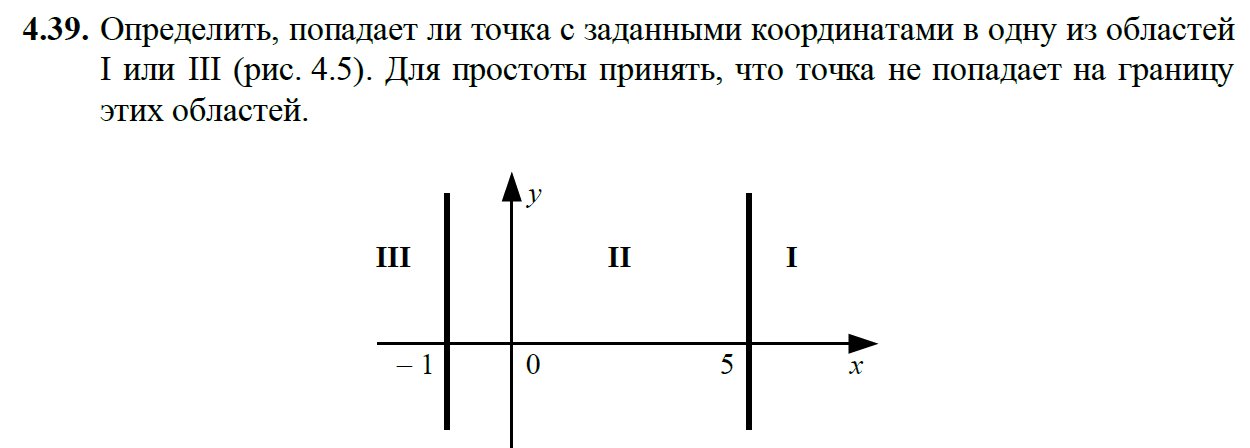 4.39. Определить, попадает ли точка с заданными координатами в одну из областей
I или III (рис. 4.5). Для простоты принять, что точка не попадает на границу
этих областей.
y
III II I
– 1 0 5 x